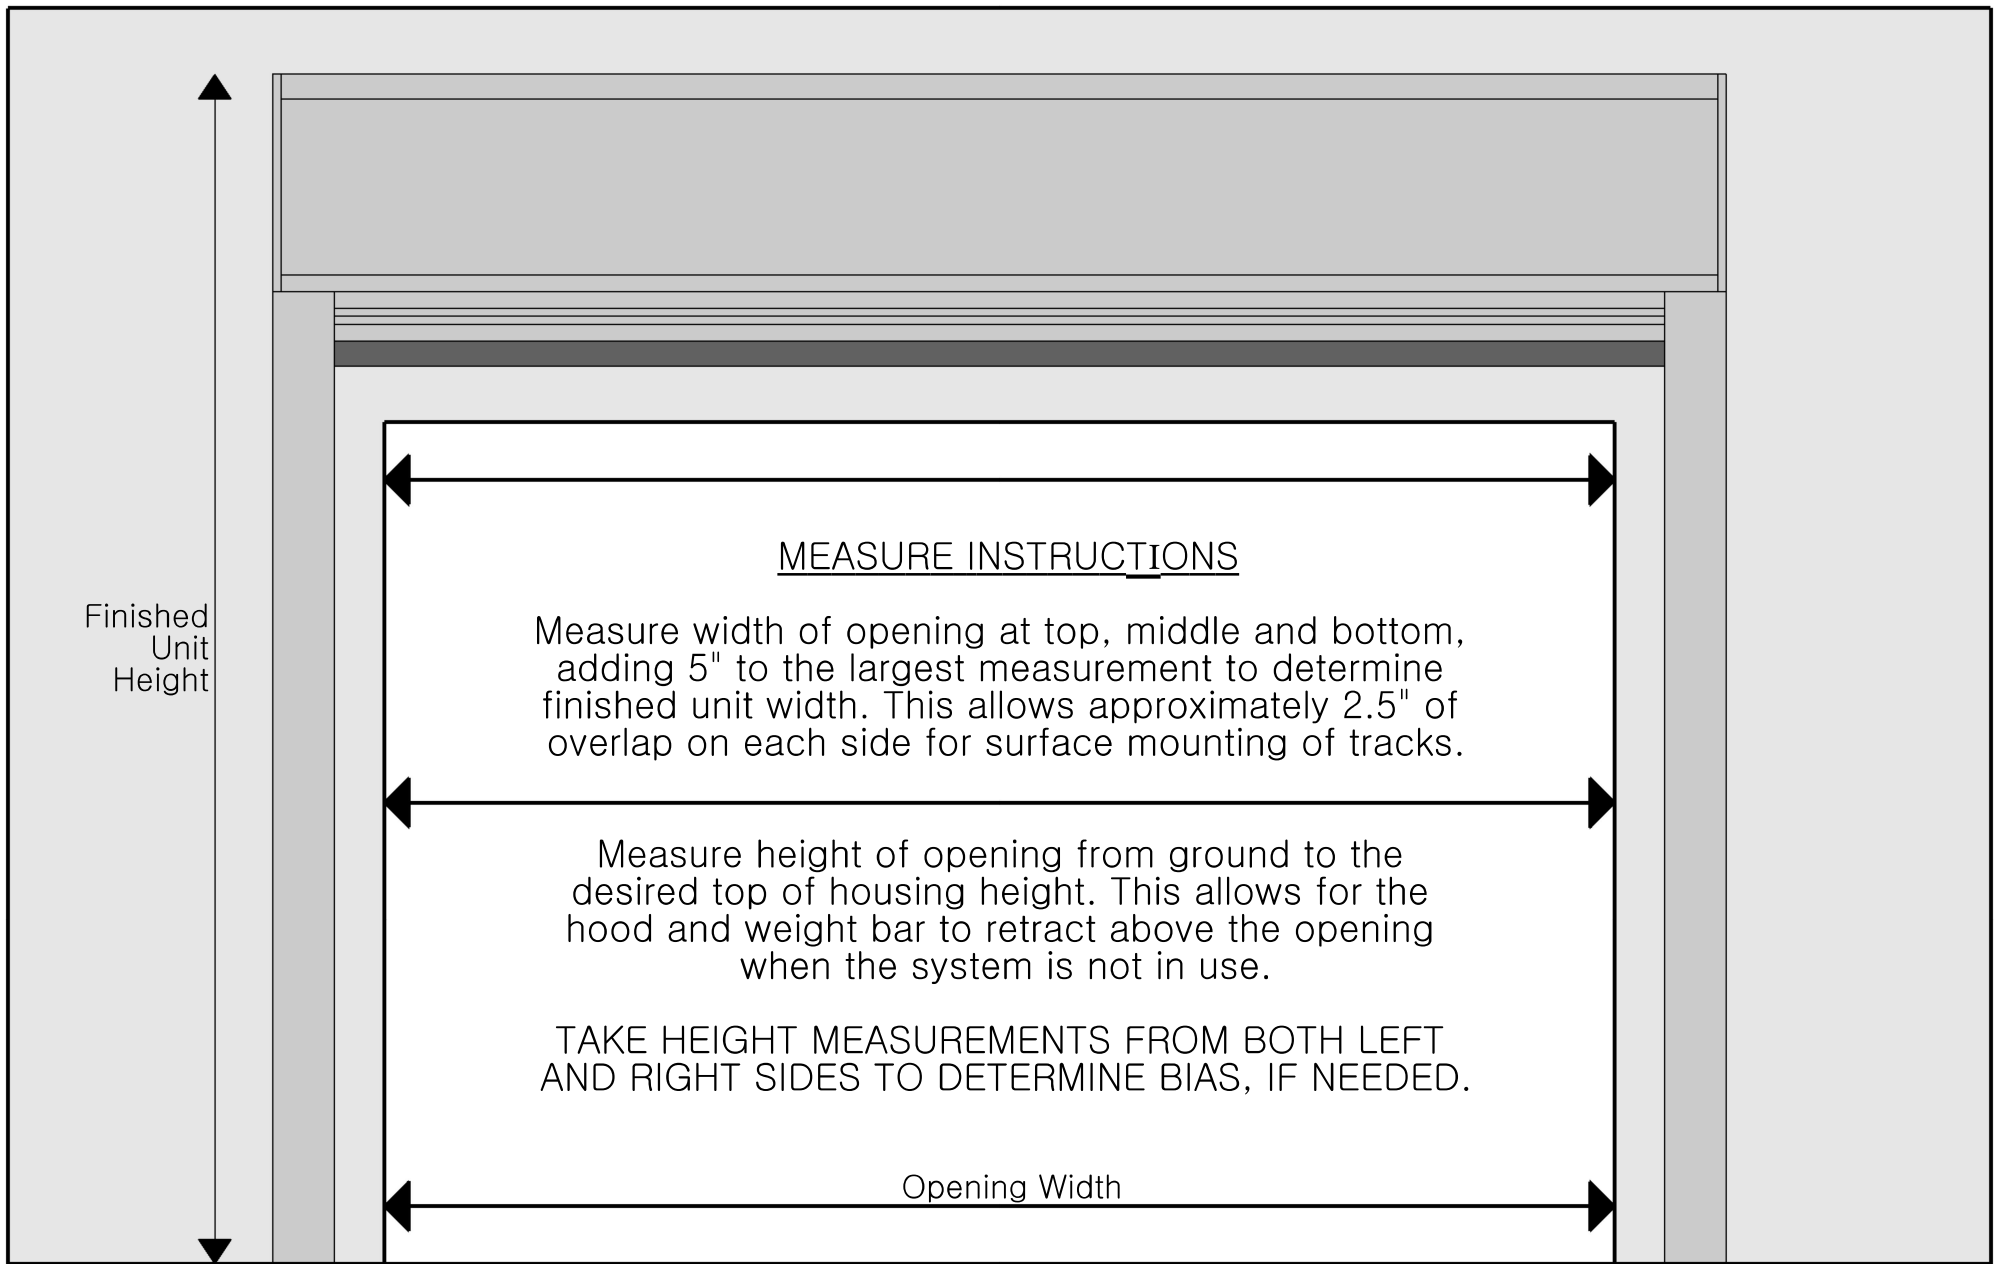 MEASURE INSTRUCTIONS
Measure width of opening at top, middle and bottom,
adding 5" to the largest measurement to determine
finished unit width. This allows approximately 2.5" of
overlap on each side for surface mounting of tracks.
Finished
Unit
Height
Measure height of opening from ground to the
desired top of housing height. This allows for the
hood and weight bar to retract above the opening
when the system is not in use.
TAKE HEIGHT MEASUREMENTS FROM BOTH LEFT
AND RIGHT SIDES TO DETERMINE BIAS, IF NEEDED.
Opening Width